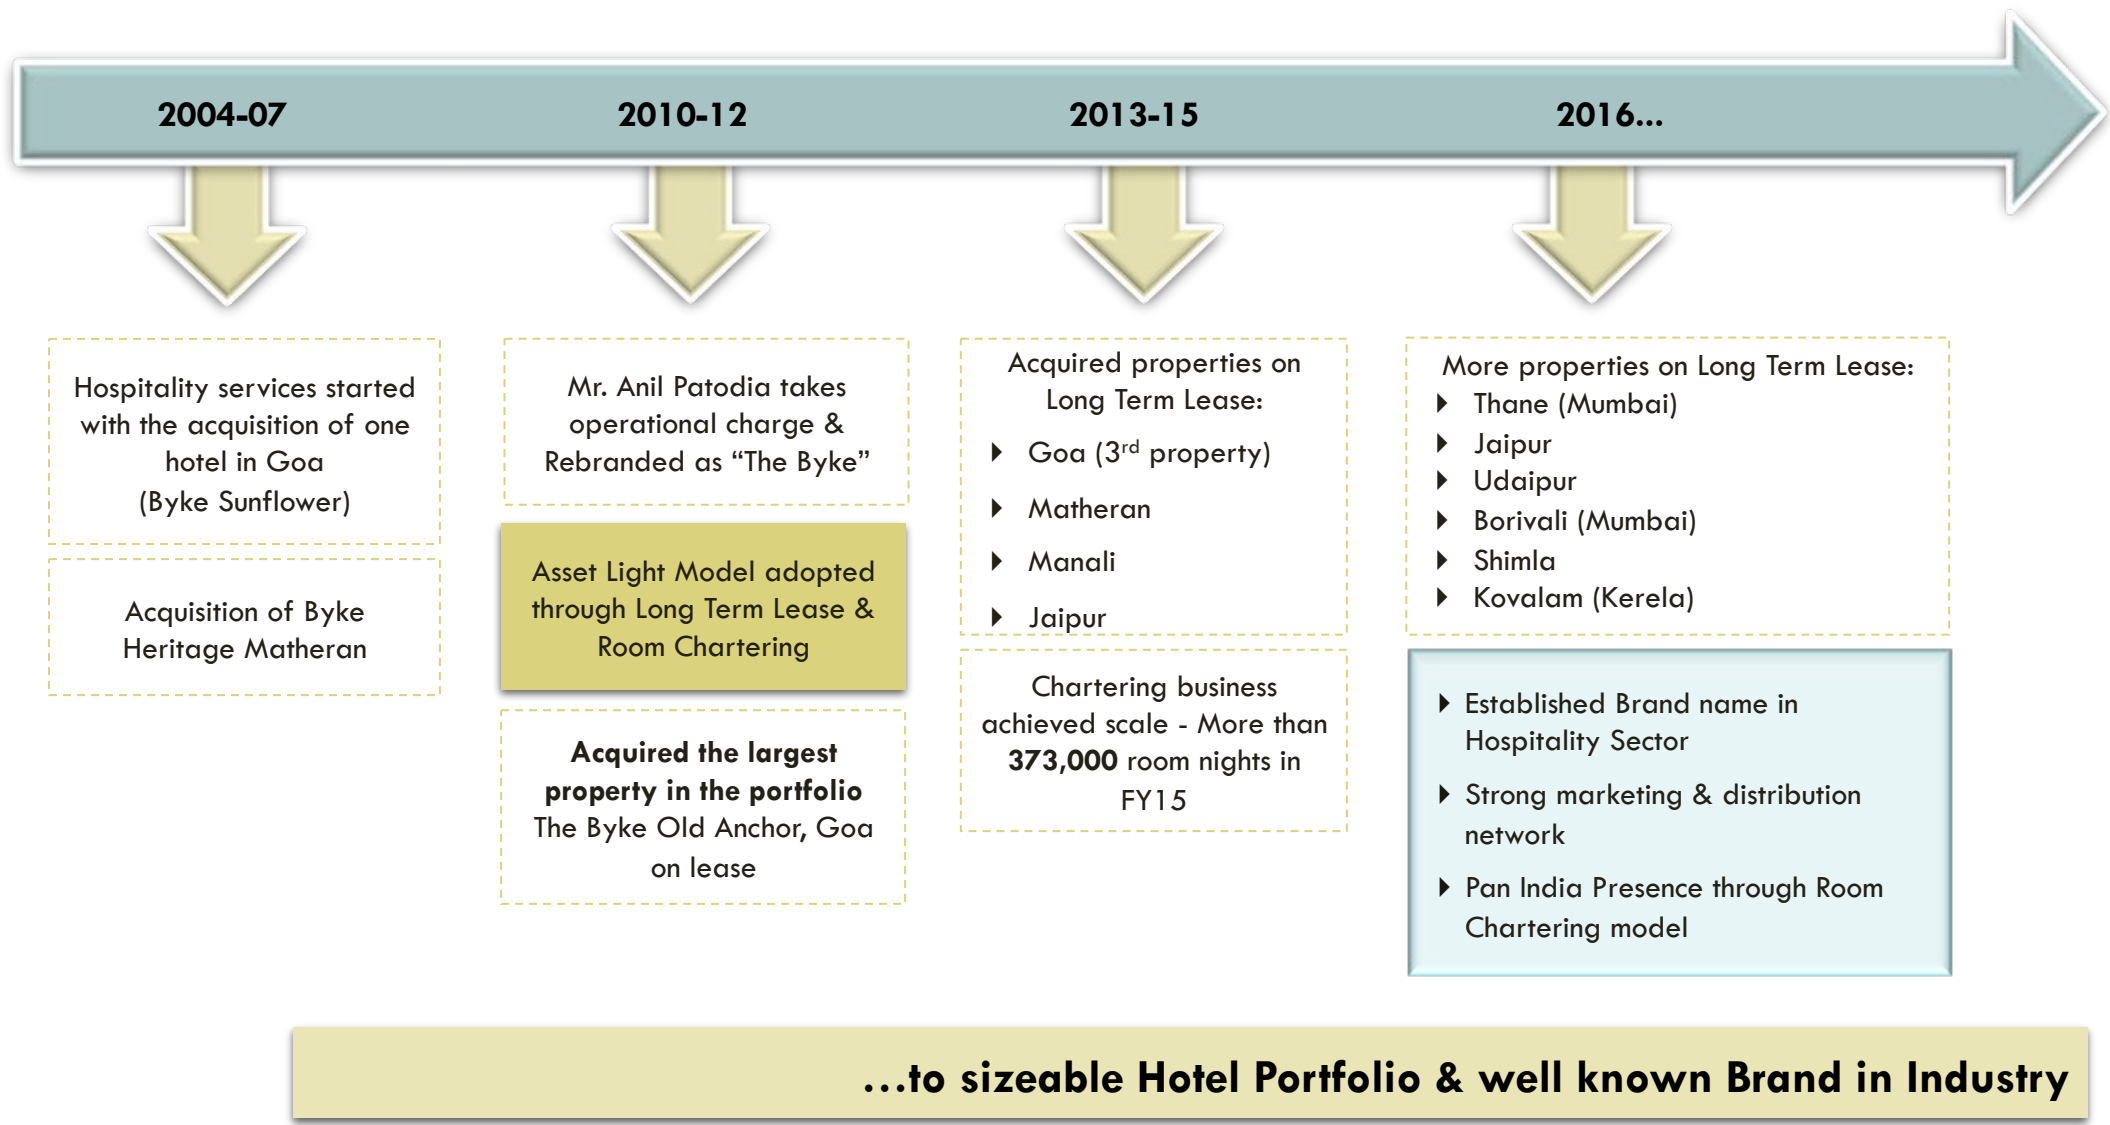 2004-07
2010-12
2013-15
2016...
Hospitality services started
with the acquisition of one
hotel in Goa
(Byke Sunflower)
Acquisition of Byke
Heritage Matheran
Mr. Anil Patodia takes
operational charge &
Rebranded as “The Byke”
Asset Light Model adopted
through Long Term Lease &
Room Chartering
Acquired the largest
property in the portfolio
The Byke Old Anchor, Goa
on lease
Acquired properties on
Long Term Lease:
Goa (3rd property)
Matheran
Manali
Jaipur
Chartering business
achieved scale - More than
373,000 room nights in
FY15
More properties on Long Term Lease:
Thane (Mumbai)
Jaipur
Udaipur
Borivali (Mumbai)
Shimla
Kovalam (Kerela)
Established Brand name in
Hospitality Sector
Strong marketing & distribution
network
Pan India Presence through Room
Chartering model
...to sizeable Hotel Portfolio & well known Brand in Industry